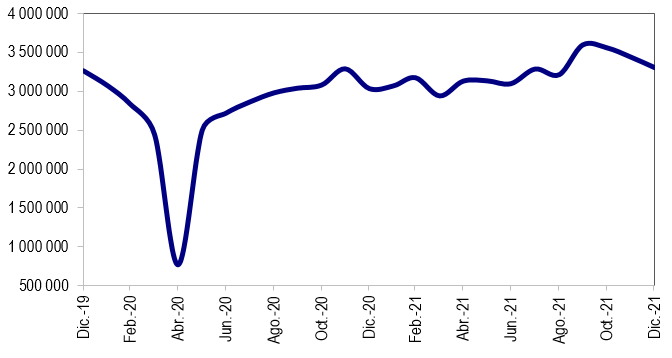 4 000 000
3 500 000
3 000 000
2 500 000
2 000 000
1 500 000
1 000 000
500 000
Dic.-19
Feb.-20
Abr.-20
Jun.-20
Ago.-20
Oct.-20
Dic.-20
Feb.-21
Abr.-21
Jun.-21
Ago.-21
Oct.-21
Dic.-21